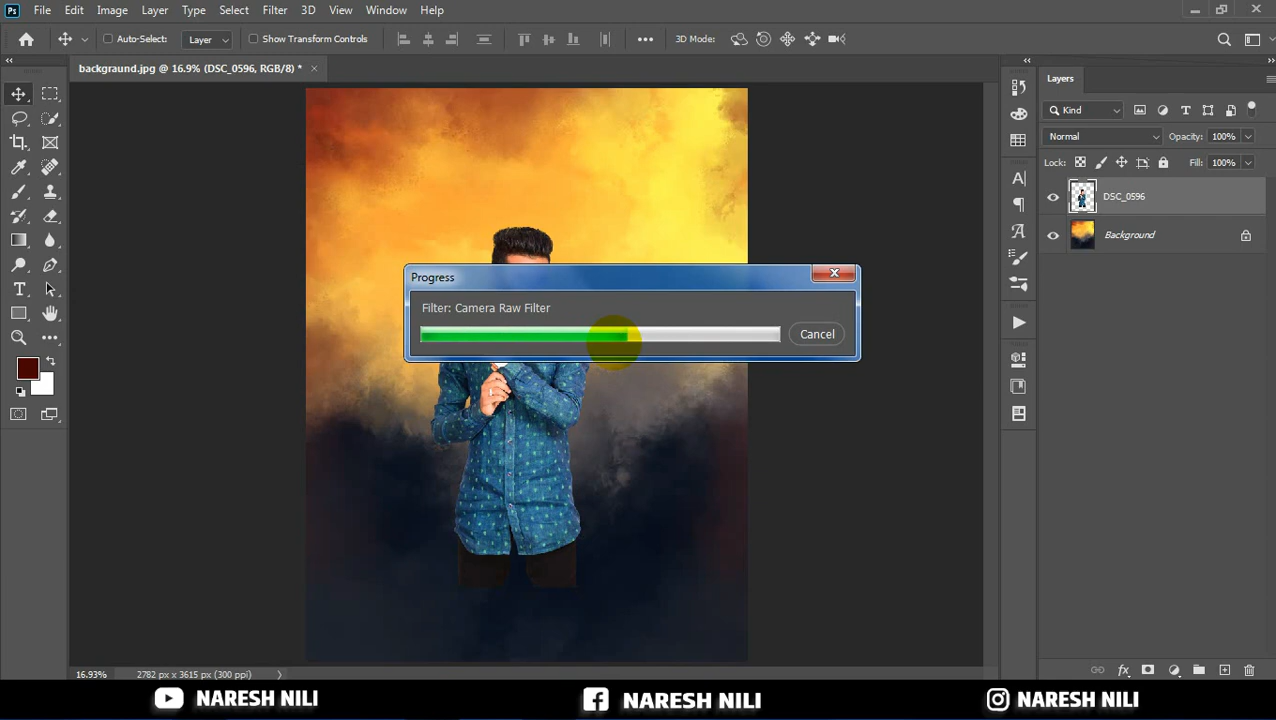 Ps File Edit Image Layer Type Select Filter 3D View Window Help
Auto-Select: Layer Show Transform Controls 3D Mode:
background.jpg @ 16.9% (DSC_0596, RGB/8) * ×
Layers
Kind
Normal Opacity: 100%
Lock: Fill: 100%
DSC_0596
Background
Progress
Filter: Camera Raw Filter
Cancel
16.93% 2782 px x 3615 px (300 ppi)
NARESH NILI NARESH NILI NARESH NILI